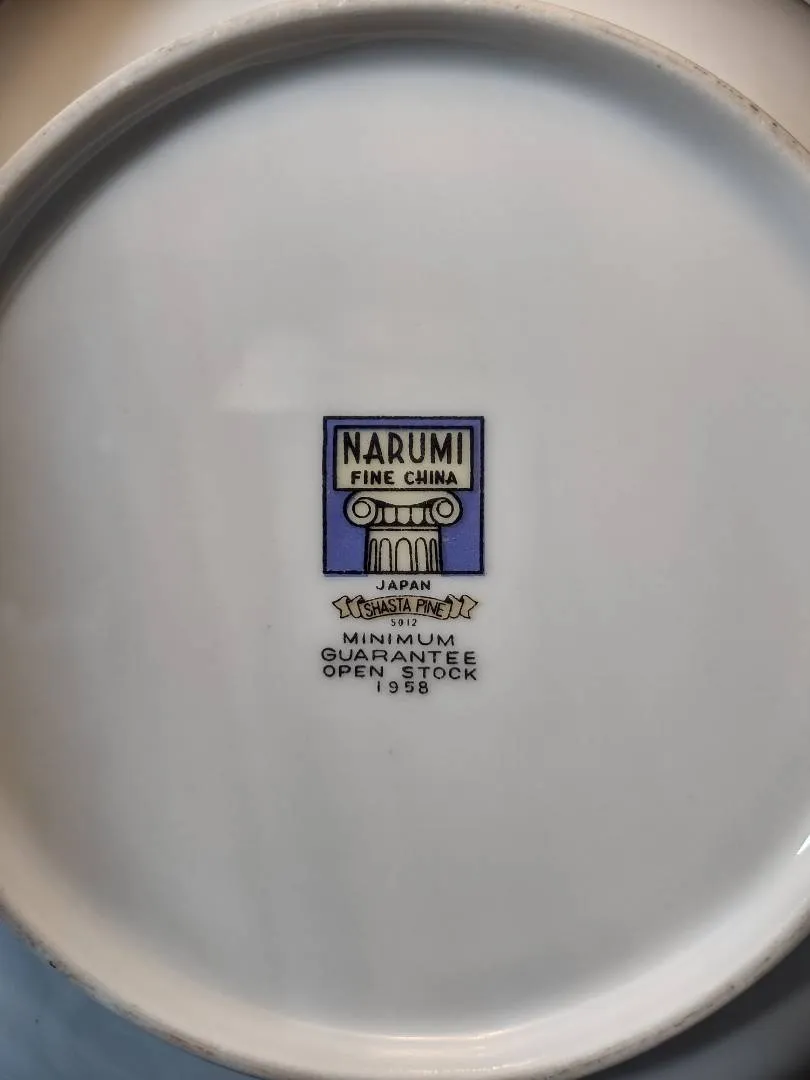 NARUMI
FINE CHINA
JAPAN
SHASTA PINE
5012
MINIMUM
GUARANTEE
OPEN STOCK
1958